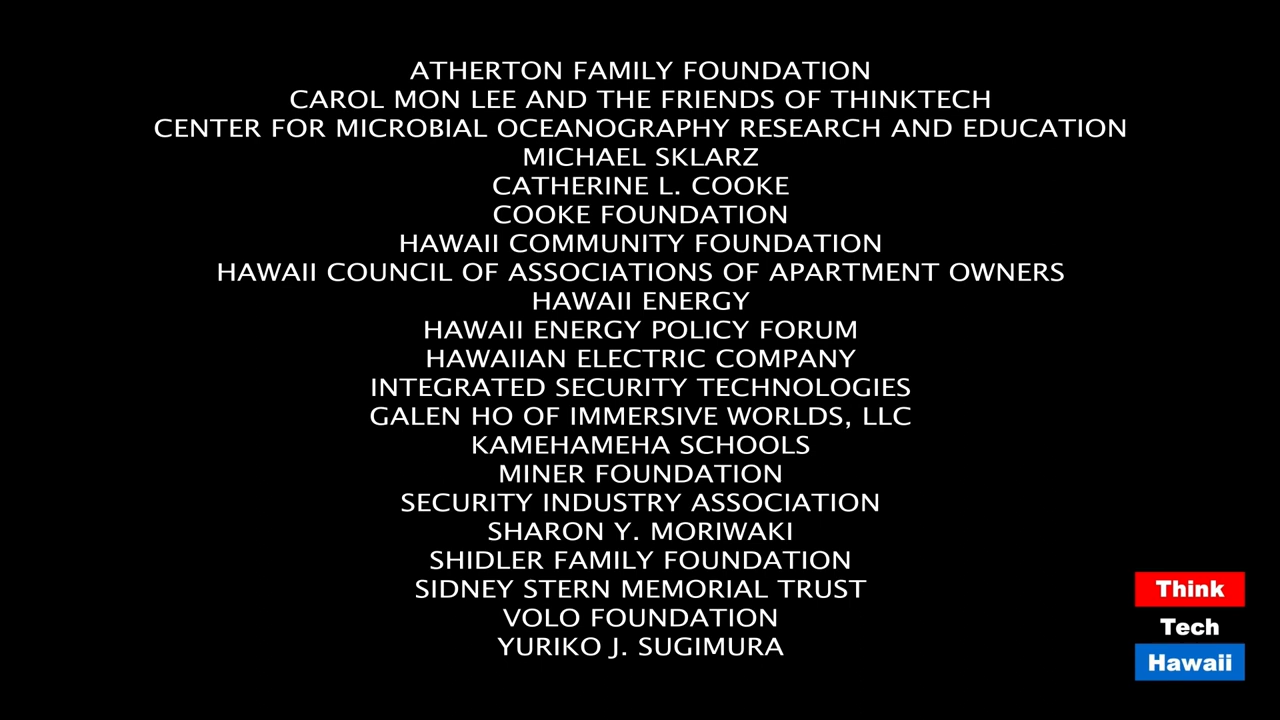 ATHERTON FAMILY FOUNDATION
CAROL MON LEE AND THE FRIENDS OF THINKTECH
CENTER FOR MICROBIAL OCEANOGRAPHY RESEARCH AND EDUCATION
MICHAEL SKLARZ
CATHERINE L. COOKE
COOKE FOUNDATION
HAWAII COMMUNITY FOUNDATION
HAWAII COUNCIL OF ASSOCIATIONS OF APARTMENT OWNERS
HAWAII ENERGY
HAWAII ENERGY POLICY FORUM
HAWAIIAN ELECTRIC COMPANY
INTEGRATED SECURITY TECHNOLOGIES
GALEN HO OF IMMERSIVE WORLDS, LLC
KAMEHAMEHA SCHOOLS
MINER FOUNDATION
SECURITY INDUSTRY ASSOCIATION
SHARON Y. MORIWAKI
SHIDLER FAMILY FOUNDATION
SIDNEY STERN MEMORIAL TRUST
VOLO FOUNDATION
YURIKO J. SUGIMURA
Think
Tech
Hawaii